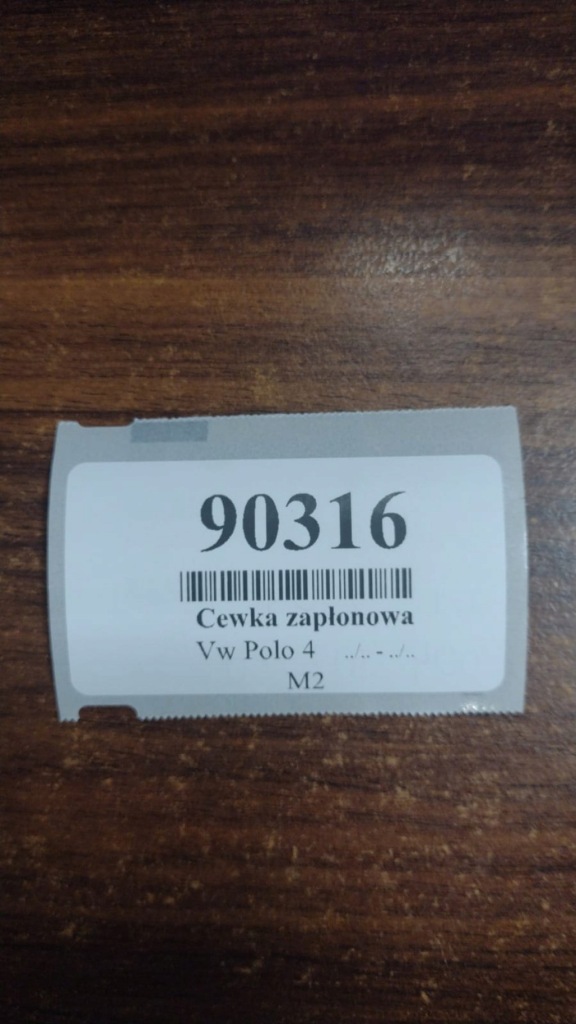 90316
Cewka zapłonowa
Vw Polo 4 ../.. - ../..
M2